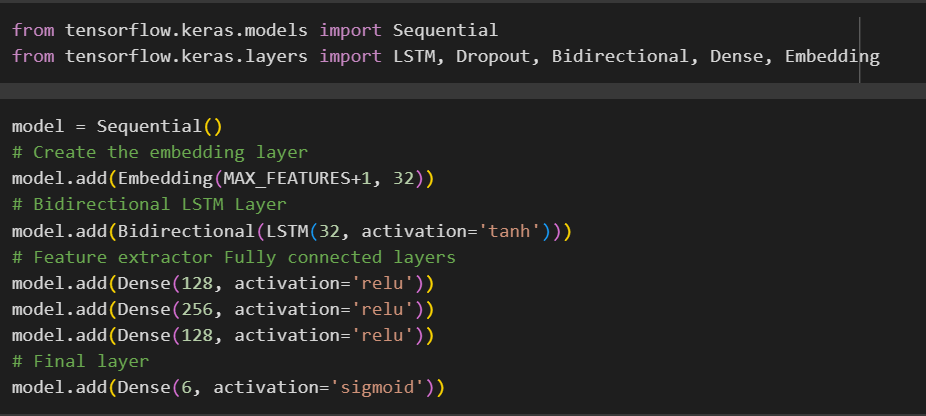 from tensorflow.keras.models import Sequential
from tensorflow.keras.layers import LSTM, Dropout, Bidirectional, Dense, Embedding
model = Sequential()
# Create the embedding layer
model.add(Embedding(MAX_FEATURES+1, 32))
# Bidirectional LSTM Layer
model.add(Bidirectional(LSTM(32, activation='tanh')))
# Feature extractor Fully connected layers
model.add(Dense(128, activation='relu'))
model.add(Dense(256, activation='relu'))
model.add(Dense(128, activation='relu'))
# Final layer
model.add(Dense(6, activation='sigmoid'))